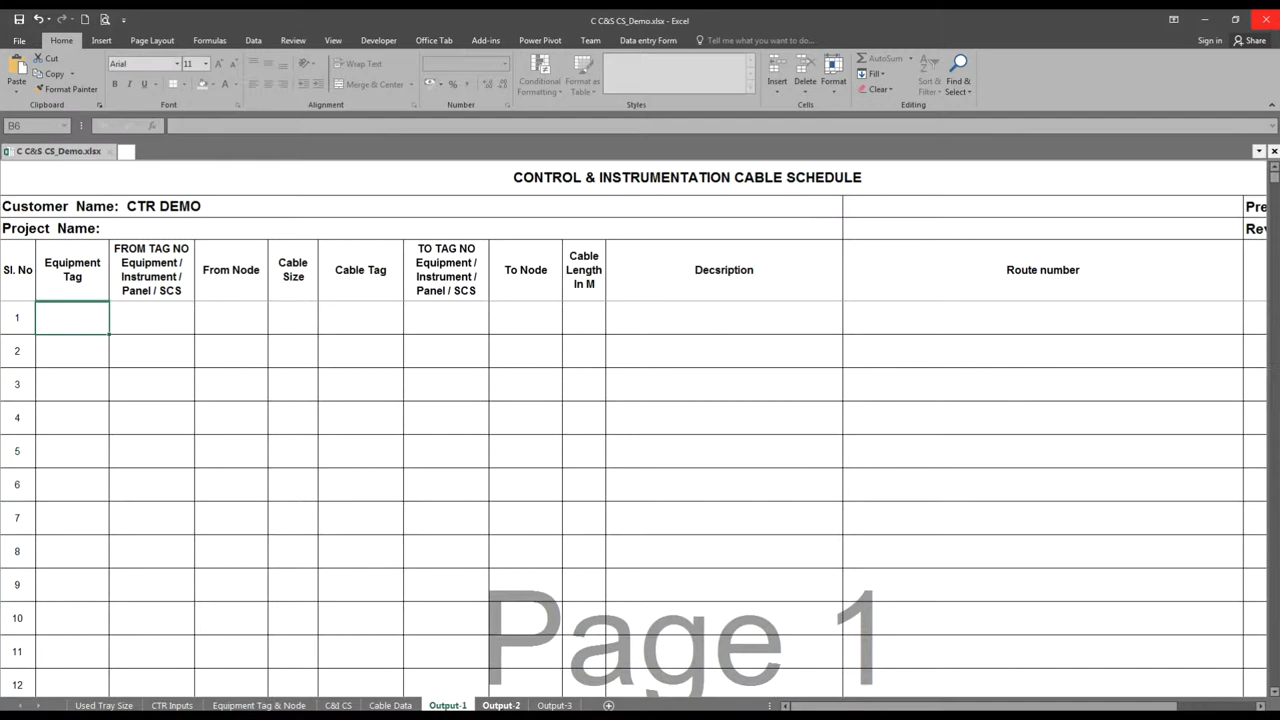 C C&S CS_Demo.xlsx - Excel
File Home Insert Page Layout Formulas Data Review View Developer Office Tab Add-ins Power Pivot Team Data entry Form Tell me what you want to do... Sign in Share
Paste
Cut
Copy
Format Painter
Arial 11
B I U
Wrap Text
Merge & Center
Conditional Formatting
Format as Table
Insert
Delete
Format
AutoSum
Fill
Clear
Sort & Filter
Find & Select
Clipboard Font Alignment Number Styles Cells Editing
B6 fx
C C&S CS_Demo.xlsx
CONTROL & INSTRUMENTATION CABLE SCHEDULE
Customer Name: CTR DEMO Pre
Project Name: Rev
Sl. No
Equipment
Tag
FROM TAG NO
Equipment /
Instrument /
Panel / SCS
From Node
Cable
Size
Cable Tag
TO TAG NO
Equipment /
Instrument /
Panel / SCS
To Node
Cable
Length
In M
Decsription
Route number
1
2
3
4
5
6
7
8
9
10
11
12
Page 1
Used Tray Size CTR Inputs Equipment Tag & Node C&I CS Cable Data Output-1 Output-2 Output-3